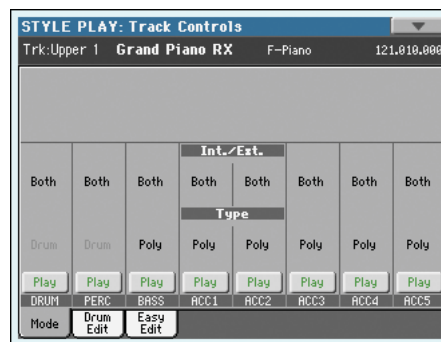 STYLE PLAY: Track Controls
Trk:Upper 1 Grand Piano RX F-Piano 121.010.000
Int./Ext.
Both Both Both Both Both Both Both Both
Type
Drum Drum Poly Poly Poly Poly Poly Poly
Play Play Play Play Play Play Play Play
DRUM PERC BASS ACC1 ACC2 ACC3 ACC4 ACC5
Mode Drum Edit Easy Edit